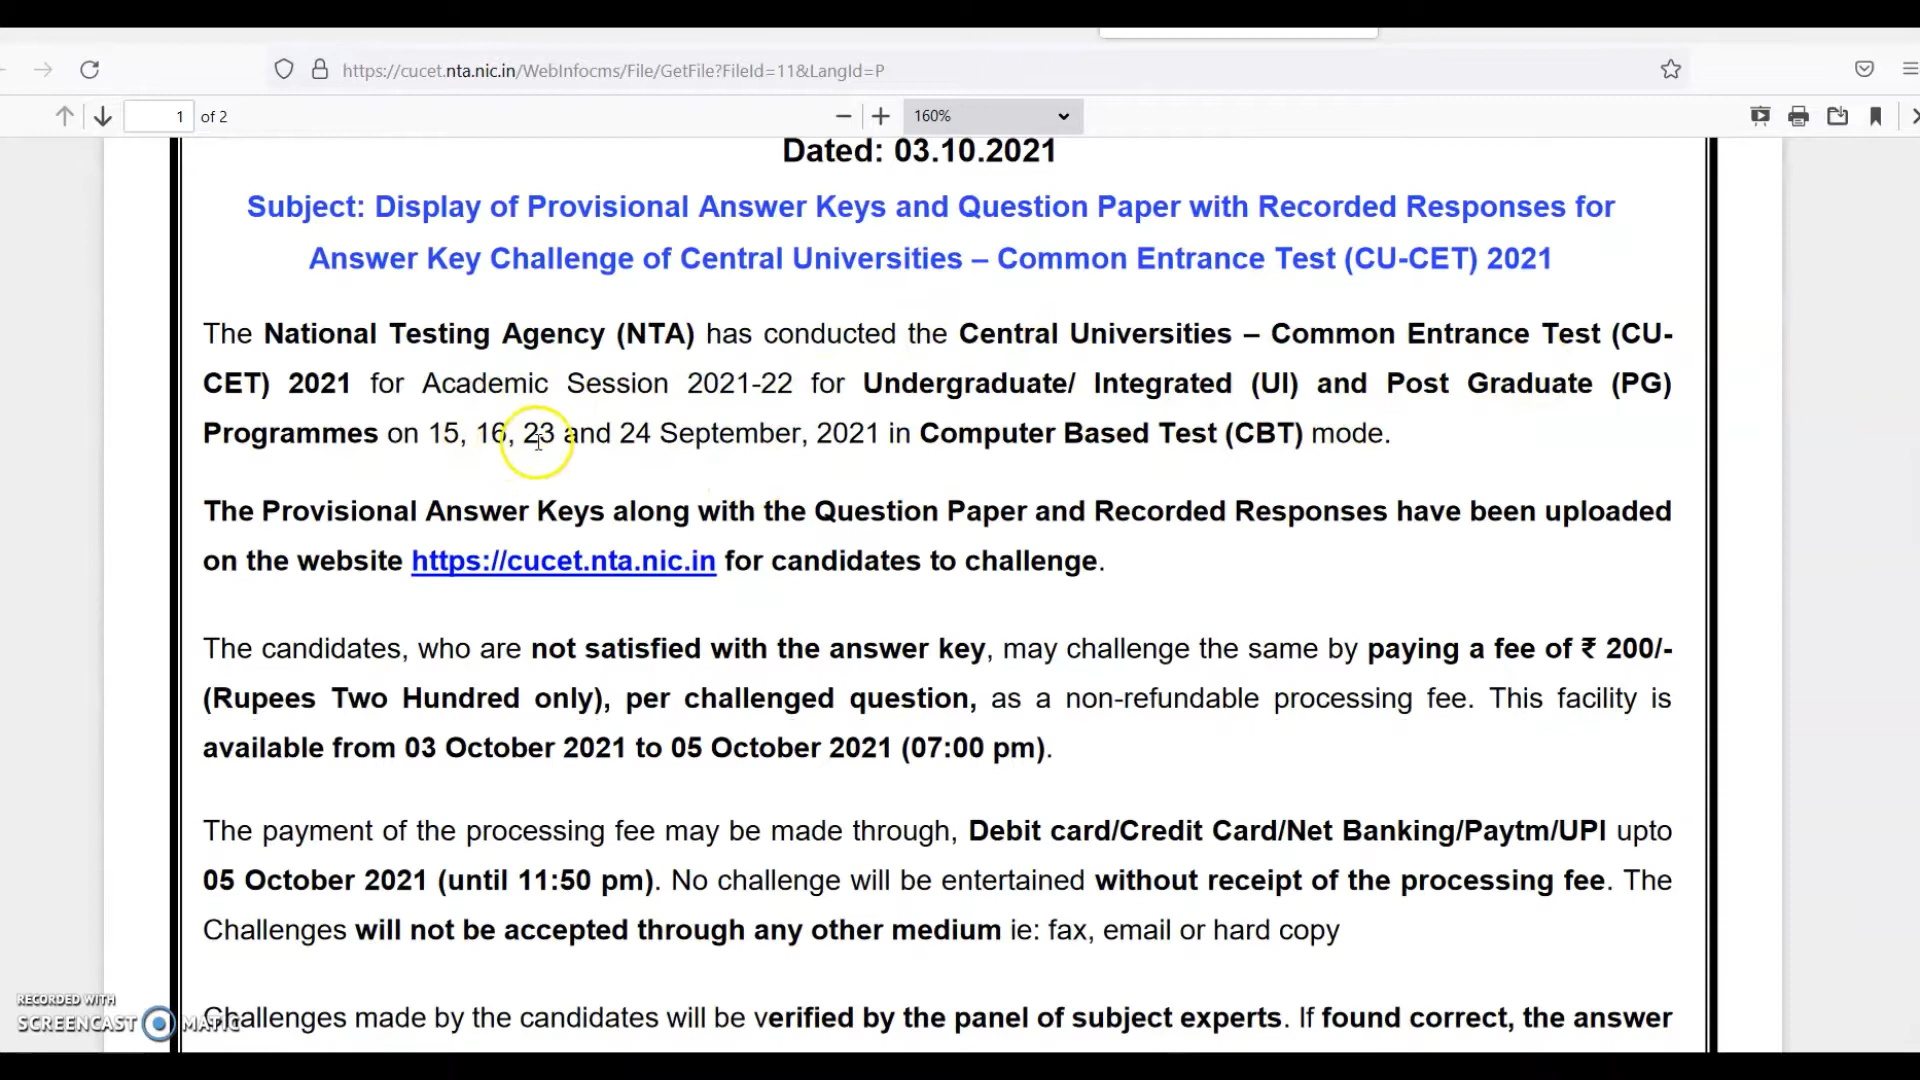 https://cucet.nta.nic.in/WebInfocms/File/GetFile?FileId=11&LangId=P
1 of 2
160%
Dated: 03.10.2021
Subject: Display of Provisional Answer Keys and Question Paper with Recorded Responses for
Answer Key Challenge of Central Universities – Common Entrance Test (CU-CET) 2021
The National Testing Agency (NTA) has conducted the Central Universities – Common Entrance Test (CU-
CET) 2021 for Academic Session 2021-22 for Undergraduate/ Integrated (UI) and Post Graduate (PG)
Programmes on 15, 16, 23 and 24 September, 2021 in Computer Based Test (CBT) mode.
The Provisional Answer Keys along with the Question Paper and Recorded Responses have been uploaded
on the website https://cucet.nta.nic.in for candidates to challenge.
The candidates, who are not satisfied with the answer key, may challenge the same by paying a fee of ₹ 200/-
(Rupees Two Hundred only), per challenged question, as a non-refundable processing fee. This facility is
available from 03 October 2021 to 05 October 2021 (07:00 pm).
The payment of the processing fee may be made through, Debit card/Credit Card/Net Banking/Paytm/UPI upto
05 October 2021 (until 11:50 pm). No challenge will be entertained without receipt of the processing fee. The
Challenges will not be accepted through any other medium ie: fax, email or hard copy
Challenges made by the candidates will be verified by the panel of subject experts. If found correct, the answer
RECORDED WITH
SCREENCAST MATIC